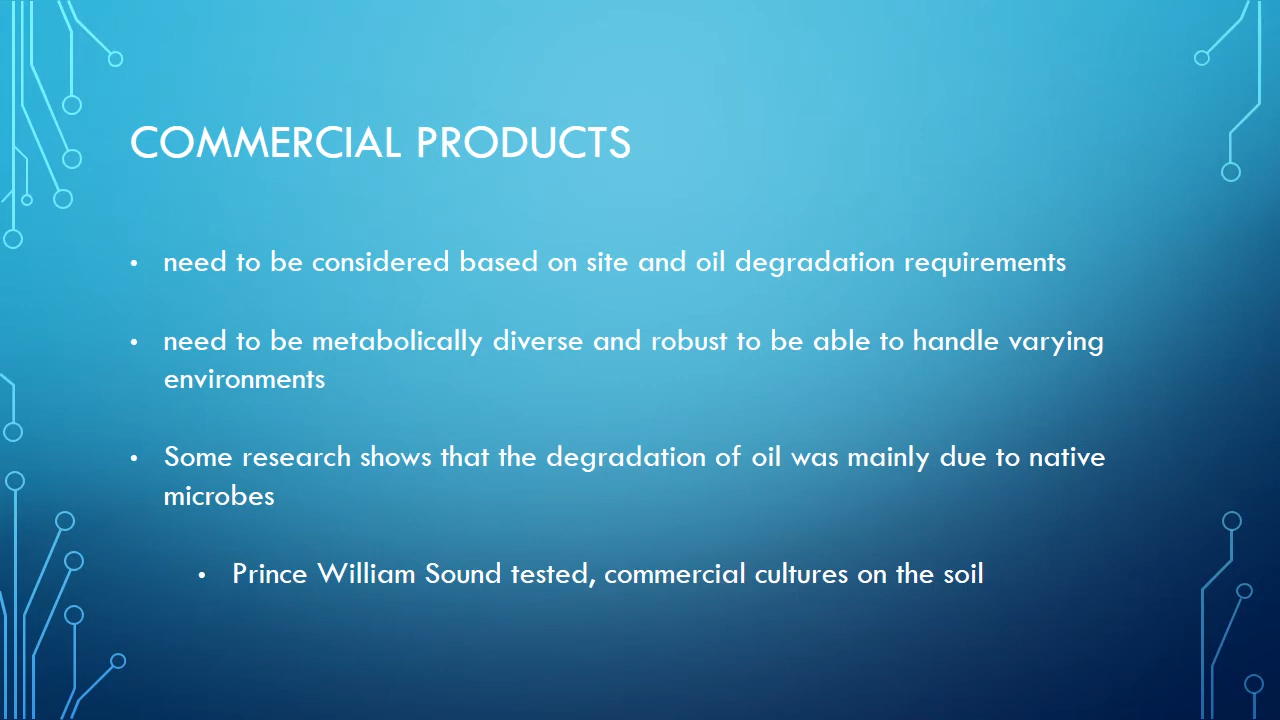 COMMERCIAL PRODUCTS
• need to be considered based on site and oil degradation requirements
• need to be metabolically diverse and robust to be able to handle varying
environments
• Some research shows that the degradation of oil was mainly due to native
microbes
• Prince William Sound tested, commercial cultures on the soil